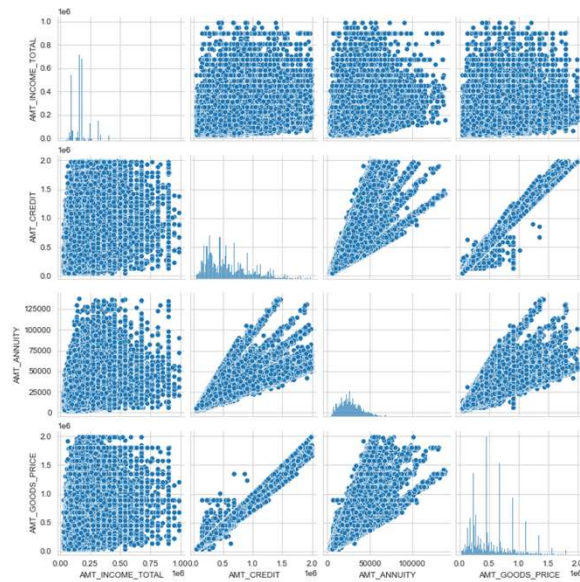 1e6
1.0
0.8
0.6
0.4
0.2
0.0
AMT_INCOME_TOTAL
1e6
2.0
1.5
1.0
0.5
0.0
AMT_CREDIT
125000
100000
75000
50000
25000
0
AMT_ANNUITY
1e6
2.0
1.5
1.0
0.5
0.0
AMT_GOODS_PRICE
0.00 0.25 0.50 0.75 1.00 0.0 0.5 1.0 1.5 2.0 0 50000 100000 0.0 0.5 1.0 1.5 2.0
AMT_INCOME_TOTAL 1e6 AMT_CREDIT 1e6 AMT_ANNUITY AMT_GOODS_PRICE 1e6